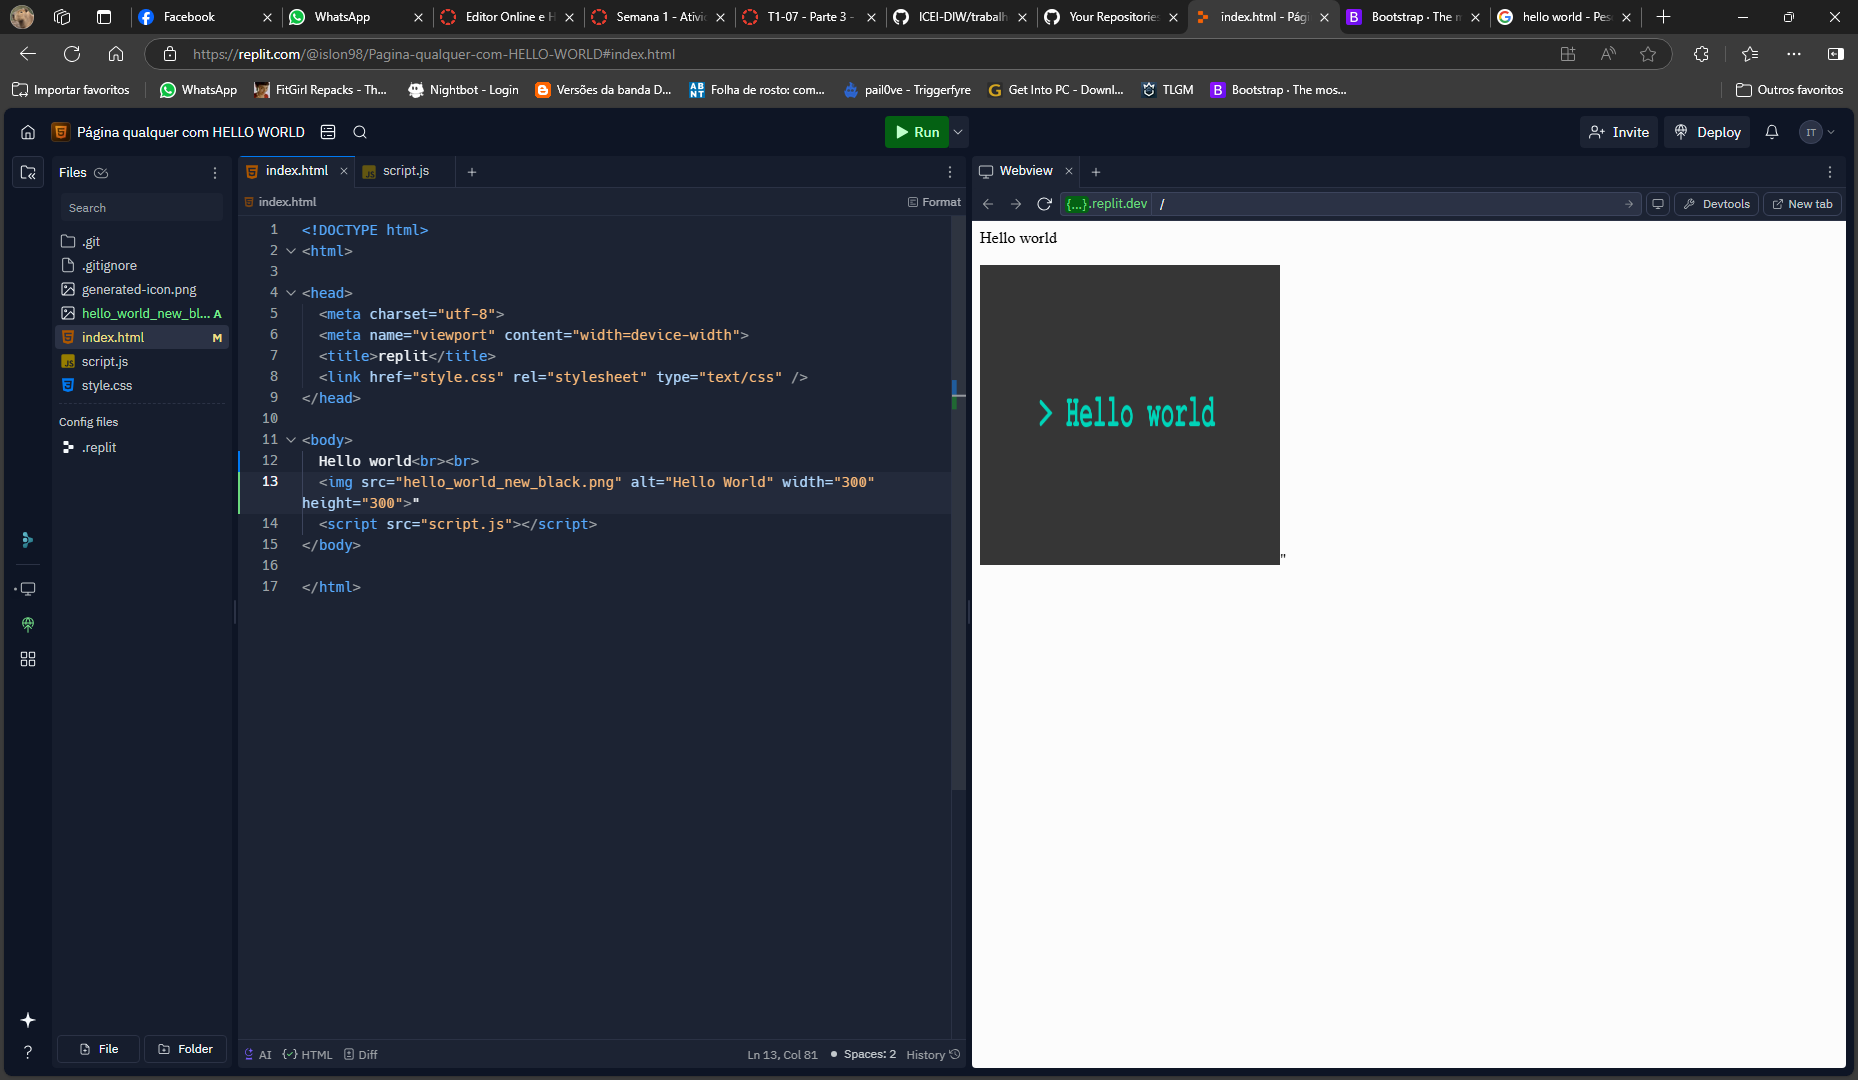 Facebook
WhatsApp
Editor Online e H
Semana 1 - Ativi
T1-07 - Parte 3 -
ICEI-DIW/trabalh
Your Repositories
index.html - Pági
Bootstrap · The m
hello world - Pes
https://replit.com/@islon98/Pagina-qualquer-com-HELLO-WORLD#index.html
Importar favoritos
WhatsApp
FitGirl Repacks - Th...
Nightbot - Login
Versões da banda D...
Folha de rosto: com...
pail0ve - Triggerfyre
Get Into PC - Downl...
TLGM
Bootstrap · The mos...
Outros favoritos
Página qualquer com HELLO WORLD
Run
Invite
Deploy
IT
Files
Search
.git
.gitignore
generated-icon.png
hello_world_new_bl... A
index.html M
script.js
style.css
Config files
.replit
File
Folder
index.html
script.js
index.html
Format
1 <!DOCTYPE html>
2 <html>
3
4 <head>
5 <meta charset="utf-8">
6 <meta name="viewport" content="width=device-width">
7 <title>replit</title>
8 <link href="style.css" rel="stylesheet" type="text/css" />
9 </head>
10
11 <body>
12 Hello world<br><br>
13 <img src="hello_world_new_black.png" alt="Hello World" width="300"
height="300">"
14 <script src="script.js"></script>
15 </body>
16
17 </html>
AI
HTML
Diff
Ln 13, Col 81
Spaces: 2
History
Webview
{...}.replit.dev /
Devtools
New tab
Hello world
> Hello world
"